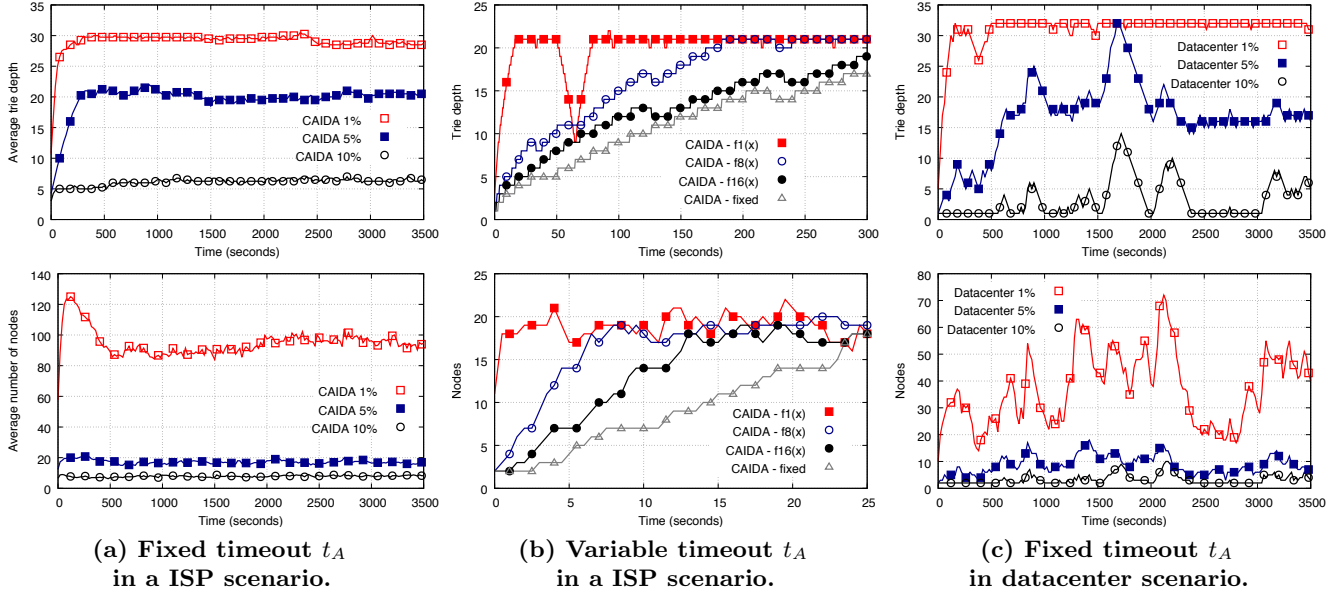 35
30
25
20
15
10
5
0
Average trie depth
CAIDA 1%
CAIDA 5%
CAIDA 10%
0 500 1000 1500 2000 2500 3000 3500
Time (seconds)
25
20
15
10
5
0
Trie depth
CAIDA - f1(x)
CAIDA - f8(x)
CAIDA - f16(x)
CAIDA - fixed
0 50 100 150 200 250 300
Time (seconds)
35
30
25
20
15
10
5
0
Trie depth
Datacenter 1%
Datacenter 5%
Datacenter 10%
0 500 1000 1500 2000 2500 3000 3500
Time (seconds)
140
120
100
80
60
40
20
0
Average number of nodes
CAIDA 1%
CAIDA 5%
CAIDA 10%
0 500 1000 1500 2000 2500 3000 3500
Time (seconds)
25
20
15
10
5
0
Nodes
CAIDA - f1(x)
CAIDA - f8(x)
CAIDA - f16(x)
CAIDA - fixed
0 5 10 15 20 25
Time (seconds)
80
70
60
50
40
30
20
10
0
Nodes
Datacenter 1%
Datacenter 5%
Datacenter 10%
0 500 1000 1500 2000 2500 3000 3500
Time (seconds)
(a) Fixed timeout t_A
in a ISP scenario.
(b) Variable timeout t_A
in a ISP scenario.
(c) Fixed timeout t_A
in datacenter scenario.